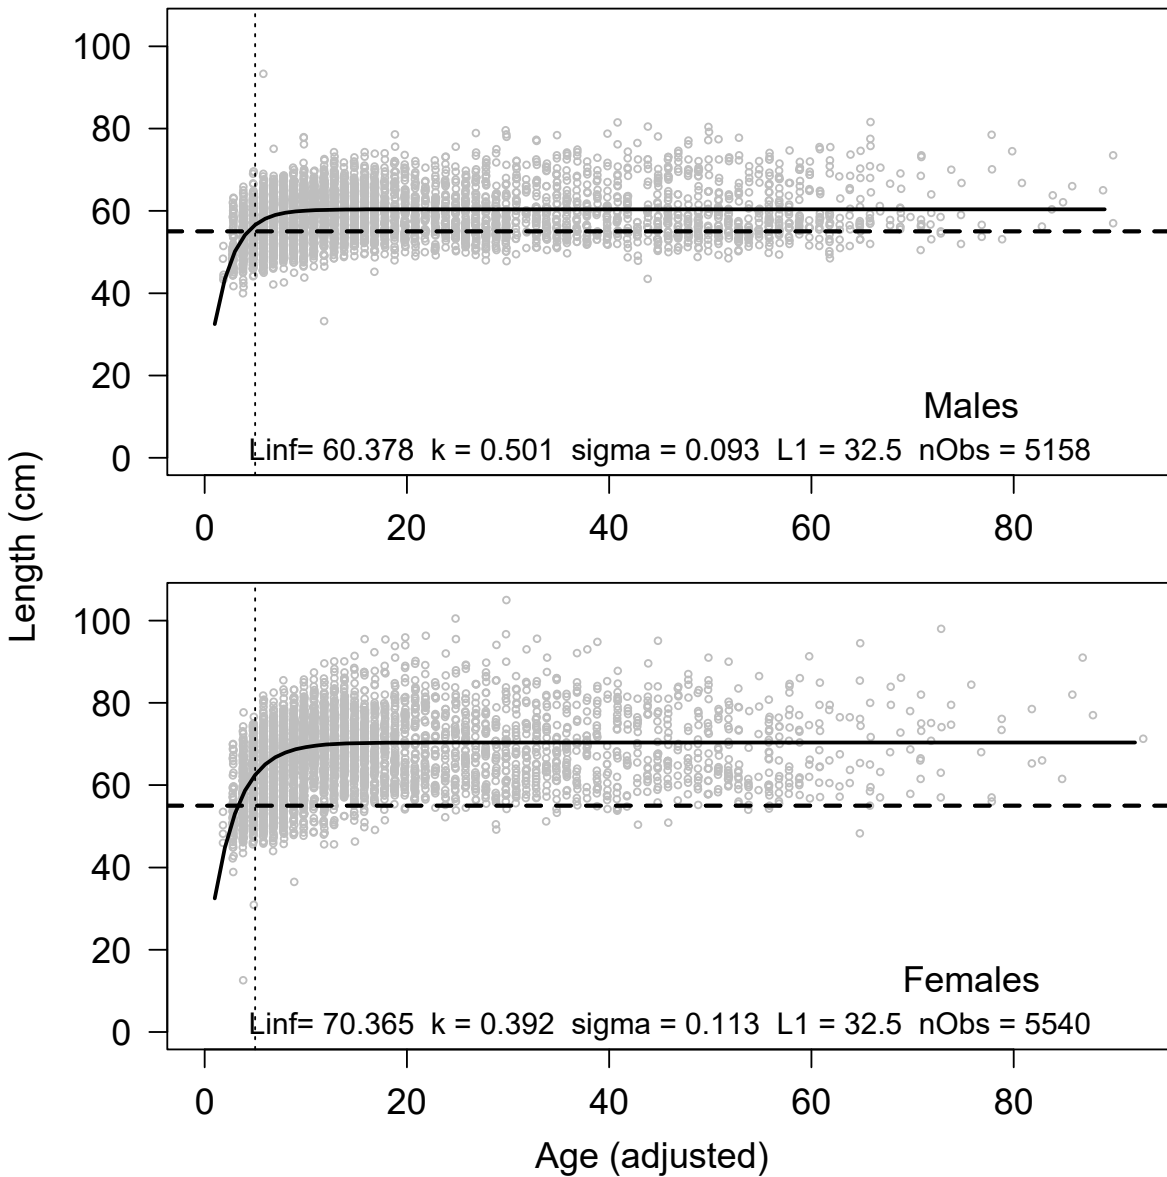 Length (cm)
100
80
60
40
20
0
Males
Linf= 60.378 k = 0.501 sigma = 0.093 L1 = 32.5 nObs = 5158
0 20 40 60 80
100
80
60
40
20
0
Females
Linf= 70.365 k = 0.392 sigma = 0.113 L1 = 32.5 nObs = 5540
0 20 40 60 80
Age (adjusted)